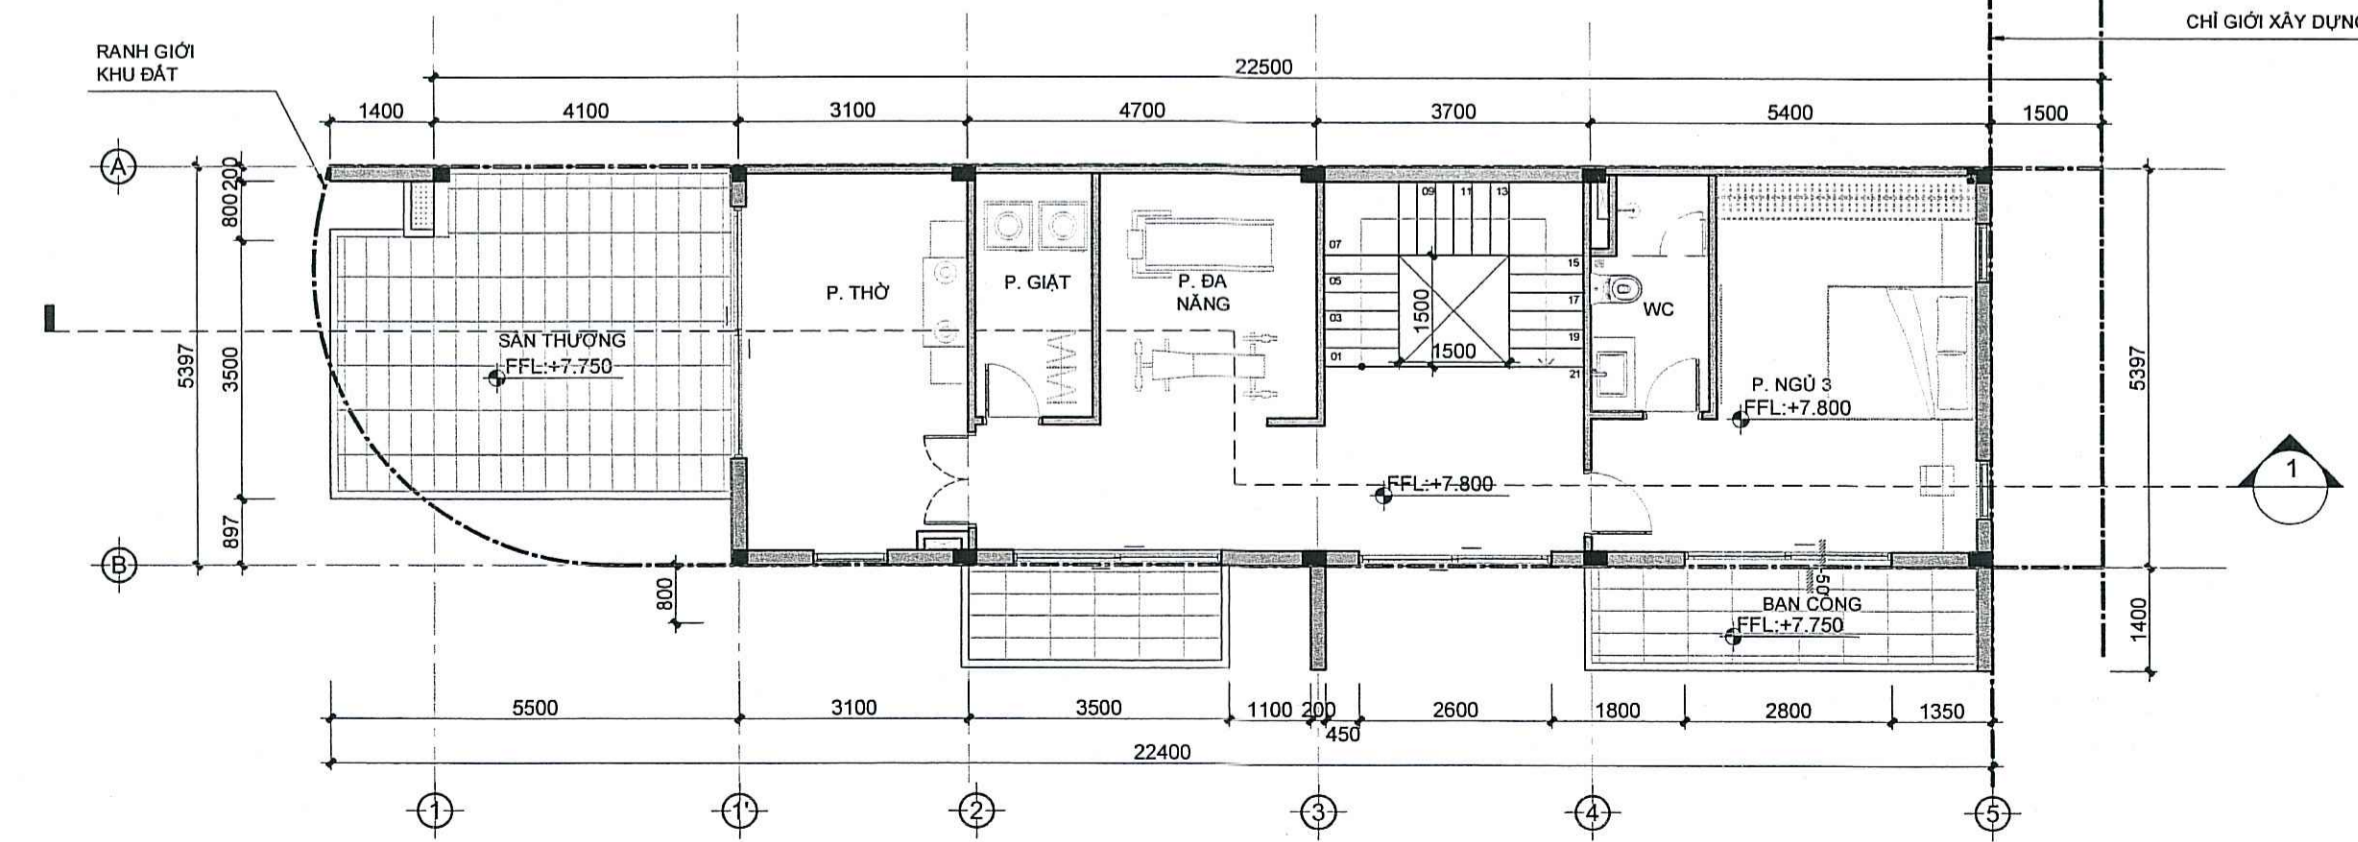 RANH GIỚI
KHU ĐẤT
CHỈ GIỚI XÂY DỰNG
22500
1400 4100 3100 4700 3700 5400 1500
A
200
800
3500
897
5397
B
800
SÂN THƯỢNG
FFL:+7.750
P. THỜ
P. GIẶT
P. ĐA
NĂNG
09 11 13
07
05
03
01
15
17
19
21
1500
1500
WC
P. NGỦ 3
FFL:+7.800
FFL:+7.800
-50
BAN CÔNG
FFL:+7.750
5397
1400
1
5500 3100 3500 1100 200 450 2600 1800 2800 1350
22400
1 1' 2 3 4 5